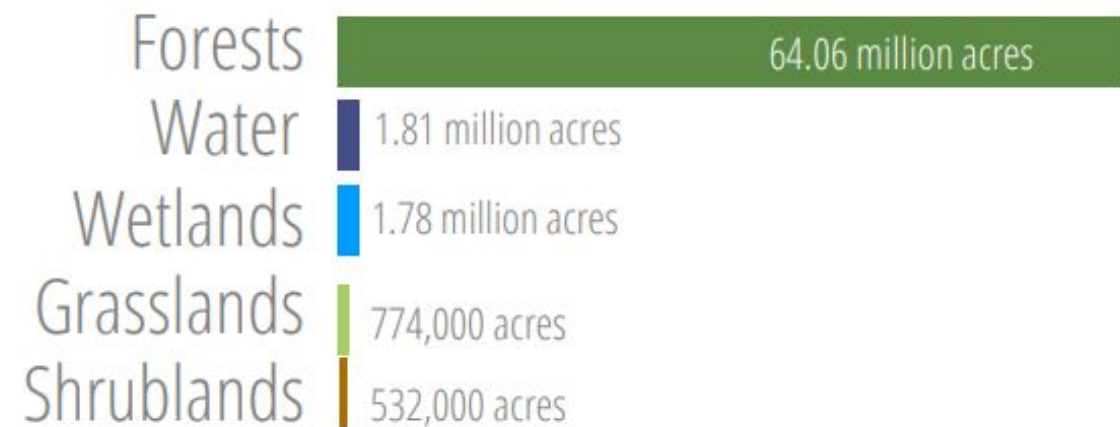 Forests 64.06 million acres
Water 1.81 million acres
Wetlands 1.78 million acres
Grasslands 774,000 acres
Shrublands 532,000 acres